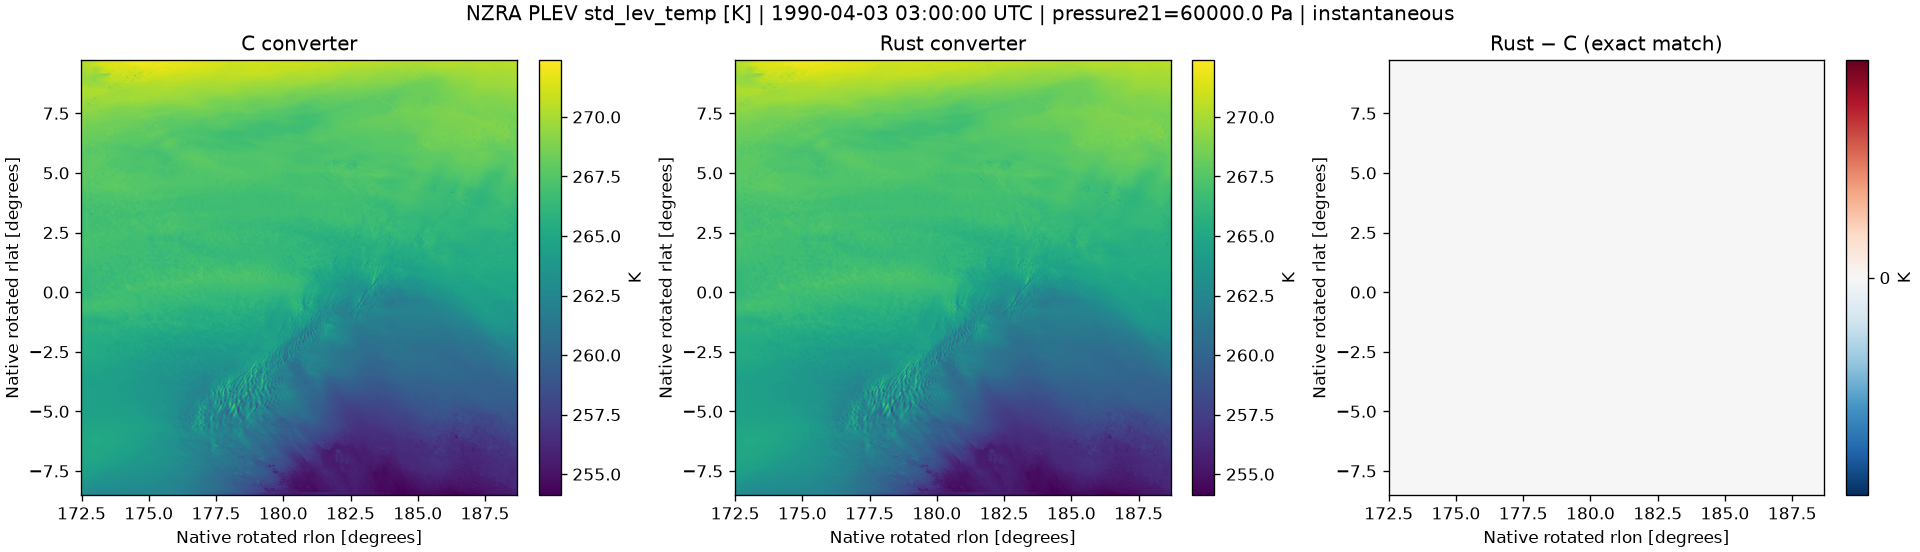 NZRA PLEV std_lev_temp [K] | 1990-04-03 03:00:00 UTC | pressure21=60000.0 Pa | instantaneous
C converter
Native rotated rlat [degrees]
7.5
5.0
2.5
0.0
−2.5
−5.0
−7.5
172.5 175.0 177.5 180.0 182.5 185.0 187.5
Native rotated rlon [degrees]
270.0
267.5
265.0
262.5
260.0
257.5
255.0
K
Rust converter
Native rotated rlat [degrees]
7.5
5.0
2.5
0.0
−2.5
−5.0
−7.5
172.5 175.0 177.5 180.0 182.5 185.0 187.5
Native rotated rlon [degrees]
270.0
267.5
265.0
262.5
260.0
257.5
255.0
K
Rust − C (exact match)
Native rotated rlat [degrees]
7.5
5.0
2.5
0.0
−2.5
−5.0
−7.5
172.5 175.0 177.5 180.0 182.5 185.0 187.5
Native rotated rlon [degrees]
0
K